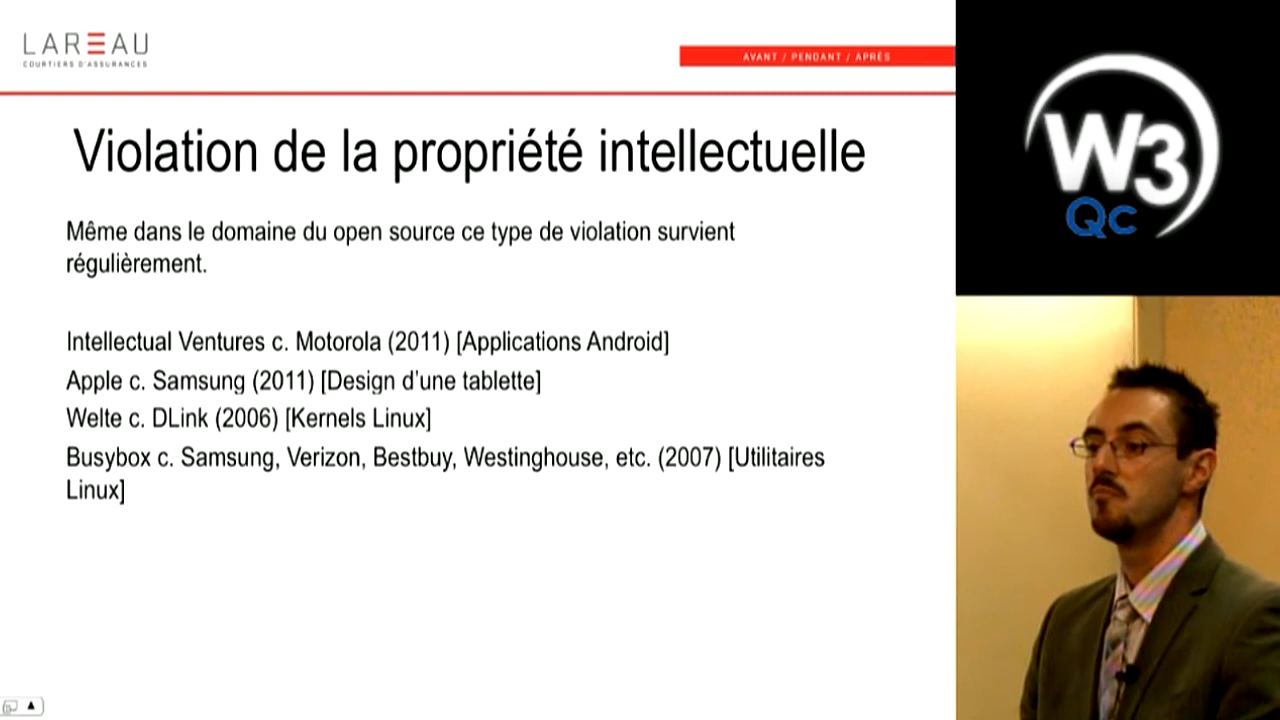 LAREAU
COURTIERS D'ASSURANCES
AVANT / PENDANT / APRÈS
Violation de la propriété intellectuelle
Même dans le domaine du open source ce type de violation survient
régulièrement.
Intellectual Ventures c. Motorola (2011) [Applications Android]
Apple c. Samsung (2011) [Design d'une tablette]
Welte c. DLink (2006) [Kernels Linux]
Busybox c. Samsung, Verizon, Bestbuy, Westinghouse, etc. (2007) [Utilitaires
Linux]
W3
Qc